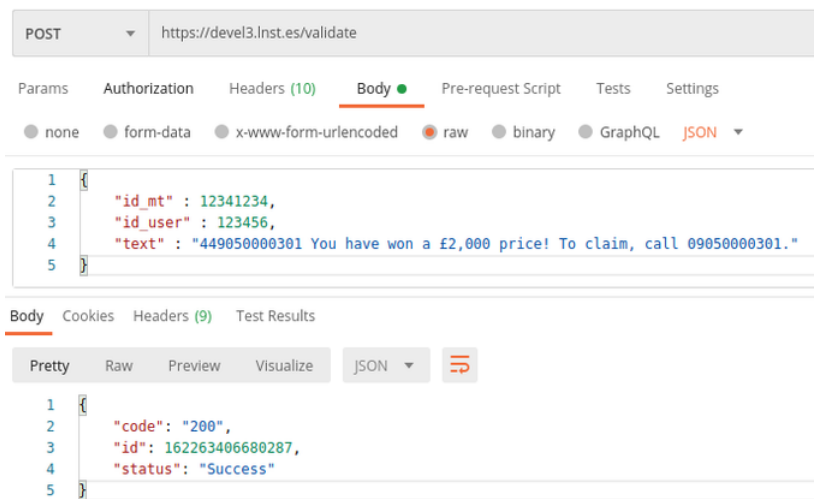 POST https://devel3.lnst.es/validate
Params Authorization Headers (10) Body Pre-request Script Tests Settings
none form-data x-www-form-urlencoded raw binary GraphQL JSON
1 {
2 "id_mt" : 12341234,
3 "id_user" : 123456,
4 "text" : "449050000301 You have won a £2,000 price! To claim, call 09050000301."
5 }
Body Cookies Headers (9) Test Results
Pretty Raw Preview Visualize JSON
1 {
2 "code": "200",
3 "id": 162263406680287,
4 "status": "Success"
5 }